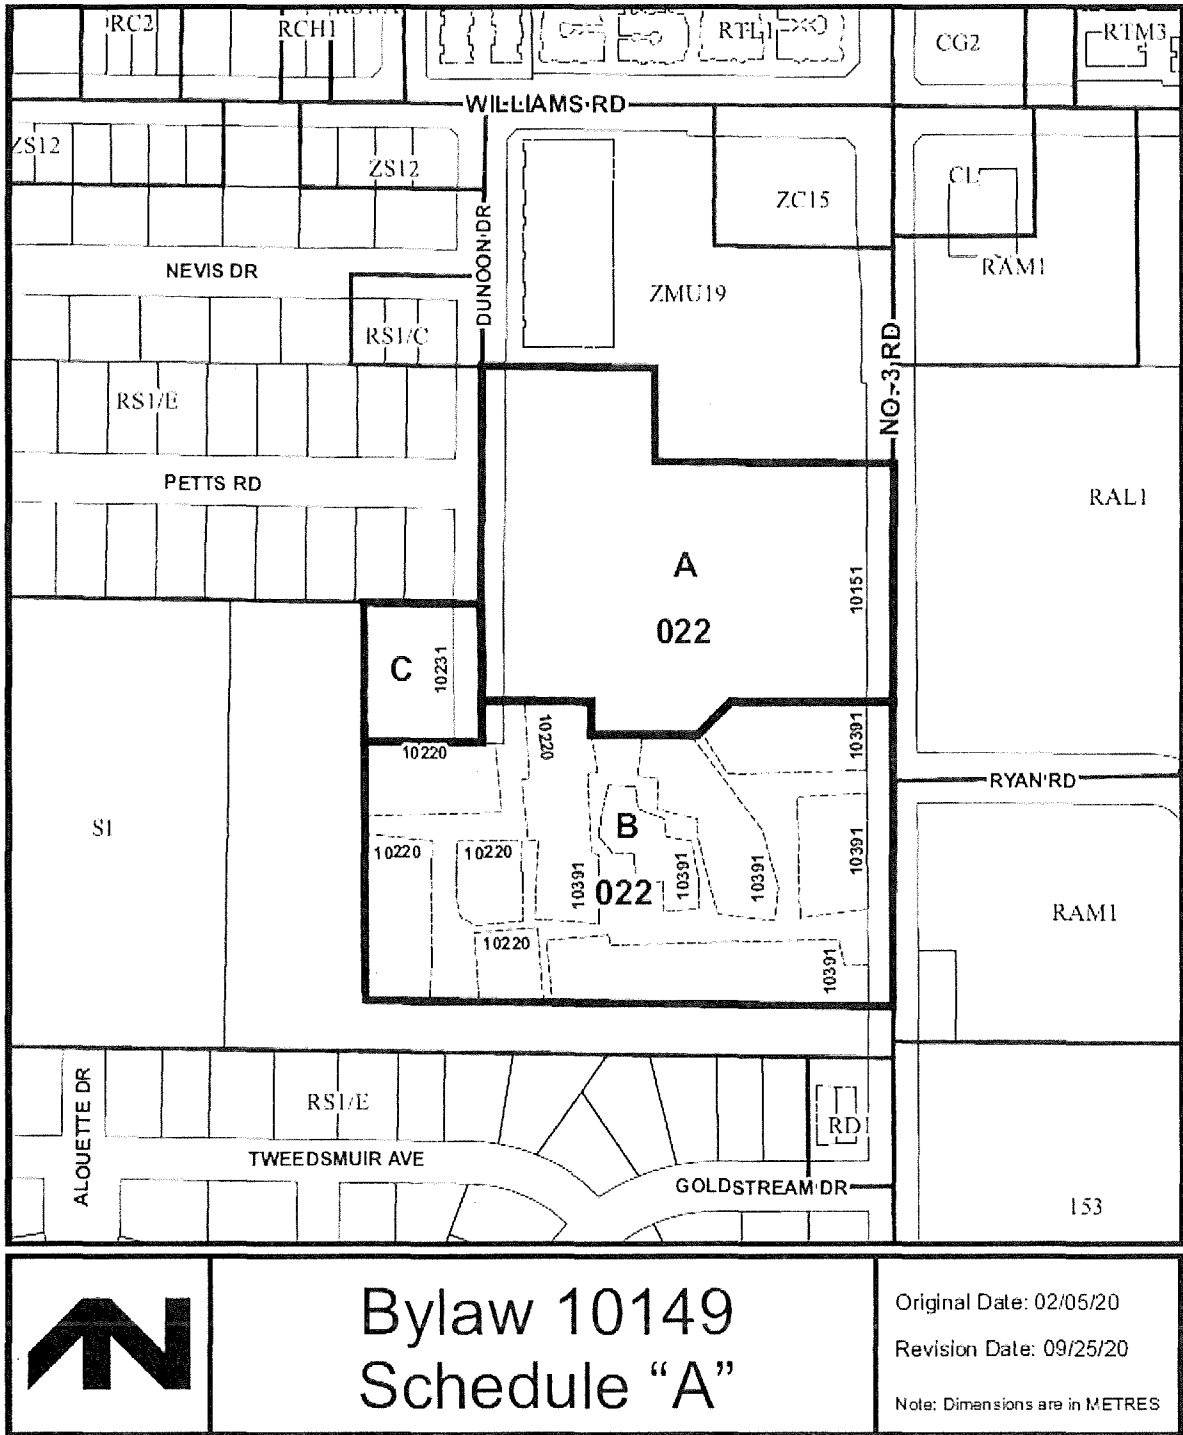 RC2
RCH1
RTL1
CG2
RTM3
WILLIAMS RD
ZS12
ZS12
ZC15
CL
DUNOON DR
NEVIS DR
RAM1
ZMU19
RS1/C
NO. 3 RD
RS1/E
PETTS RD
RAL1
A
10151
022
C
10231
10220
10220
10391
RYAN RD
S1
B
10220
10220
10391
022
10391
10391
10391
RAM1
10220
10391
ALOUETTE DR
RS1/E
RD1
TWEEDSMUIR AVE
GOLDSTREAM DR
153
Bylaw 10149
Schedule “A”
Original Date: 02/05/20
Revision Date: 09/25/20
Note: Dimensions are in METRES